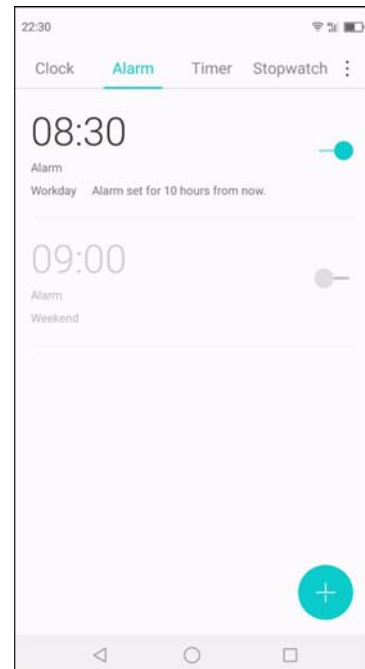 22:30
Clock Alarm Timer Stopwatch
08:30
Alarm
Workday Alarm set for 10 hours from now.
09:00
Alarm
Weekend